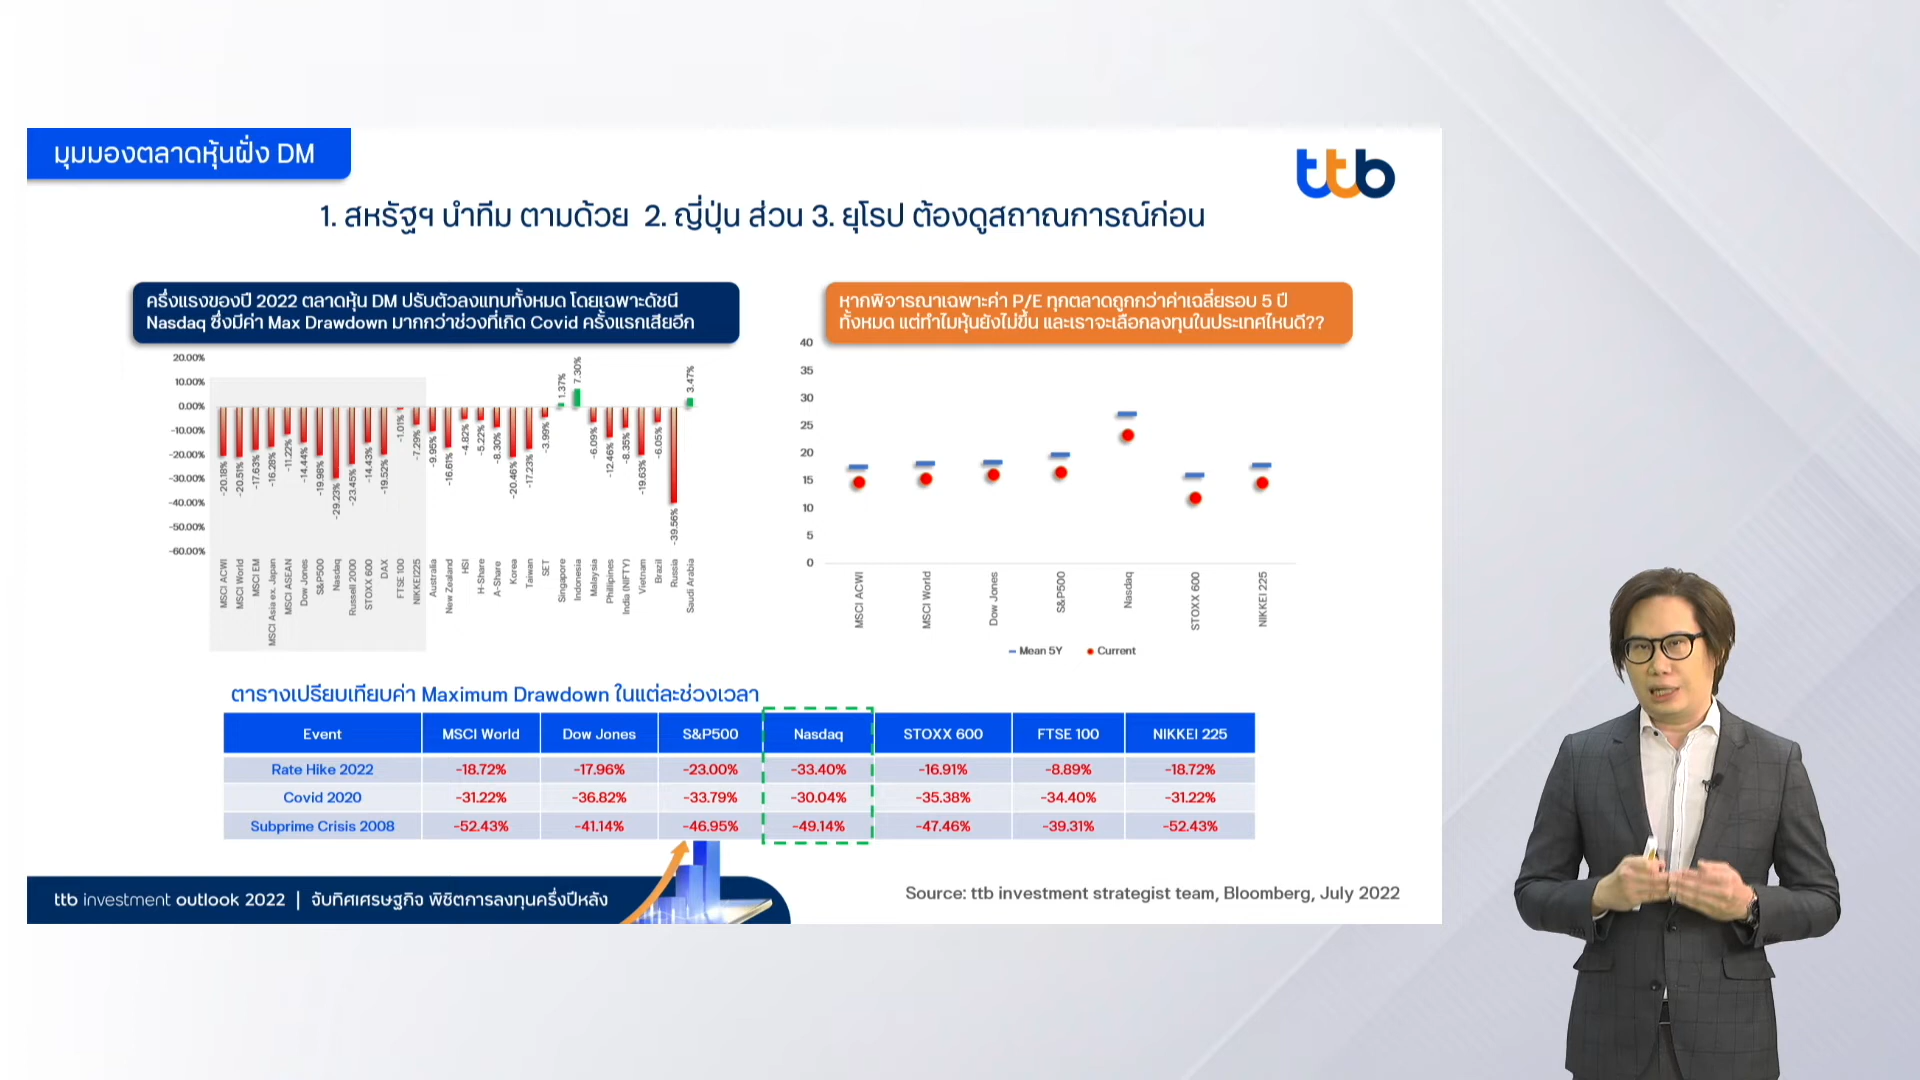 มุมมองตลาดหุ้นฝั่ง DM
ttb
1. สหรัฐฯ นำทีม ตามด้วย 2. ญี่ปุ่น ส่วน 3. ยุโรป ต้องดูสถาณการณ์ก่อน
ครึ่งแรงของปี 2022 ตลาดหุ้น DM ปรับตัวลงแทบทั้งหมด โดยเฉพาะดัชนี
Nasdaq ซึ่งมีค่า Max Drawdown มากกว่าช่วงที่เกิด Covid ครั้งแรกเสียอีก
20.00%
10.00%
0.00%
-10.00%
-20.00%
-30.00%
-40.00%
-50.00%
-60.00%
-20.18%
-20.51%
-17.63%
-16.28%
-11.22%
-14.44%
-19.98%
-29.23%
-23.45%
-14.43%
-19.52%
-1.01%
-7.29%
-9.95%
-16.61%
-4.82%
-5.22%
-8.30%
-20.46%
-17.23%
-3.99%
1.37%
7.30%
-6.09%
-12.46%
-8.35%
-19.63%
-6.05%
-39.56%
3.47%
MSCI ACWI
MSCI World
MSCI EM
MSCI Asia ex. Japan
MSCI ASEAN
Dow Jones
S&P500
Nasdaq
Russell 2000
STOXX 600
DAX
FTSE 100
NIKKEI225
Australia
New Zealand
HSI
H-Share
A-Share
Korea
Taiwan
SET
Singapore
Indonesia
Malaysia
Phillipines
India (NIFTY)
Vietnam
Brazil
Russia
Saudi Arabia
หากพิจารณาเฉพาะค่า P/E ทุกตลาดถูกกว่าค่าเฉลี่ยรอบ 5 ปี
ทั้งหมด แต่ทำไมหุ้นยังไม่ขึ้น และเราจะเลือกลงทุนในประเทศไหนดี??
40
35
30
25
20
15
10
5
0
MSCI ACWI
MSCI World
Dow Jones
S&P500
Nasdaq
STOXX 600
NIKKEI 225
Mean 5Y Current
ตารางเปรียบเทียบค่า Maximum Drawdown ในแต่ละช่วงเวลา
Event MSCI World Dow Jones S&P500 Nasdaq STOXX 600 FTSE 100 NIKKEI 225
Rate Hike 2022 -18.72% -17.96% -23.00% -33.40% -16.91% -8.89% -18.72%
Covid 2020 -31.22% -36.82% -33.79% -30.04% -35.38% -34.40% -31.22%
Subprime Crisis 2008 -52.43% -41.14% -46.95% -49.14% -47.46% -39.31% -52.43%
ttb investment outlook 2022 | จับทิศเศรษฐกิจ พิชิตการลงทุนครึ่งปีหลัง
Source: ttb investment strategist team, Bloomberg, July 2022